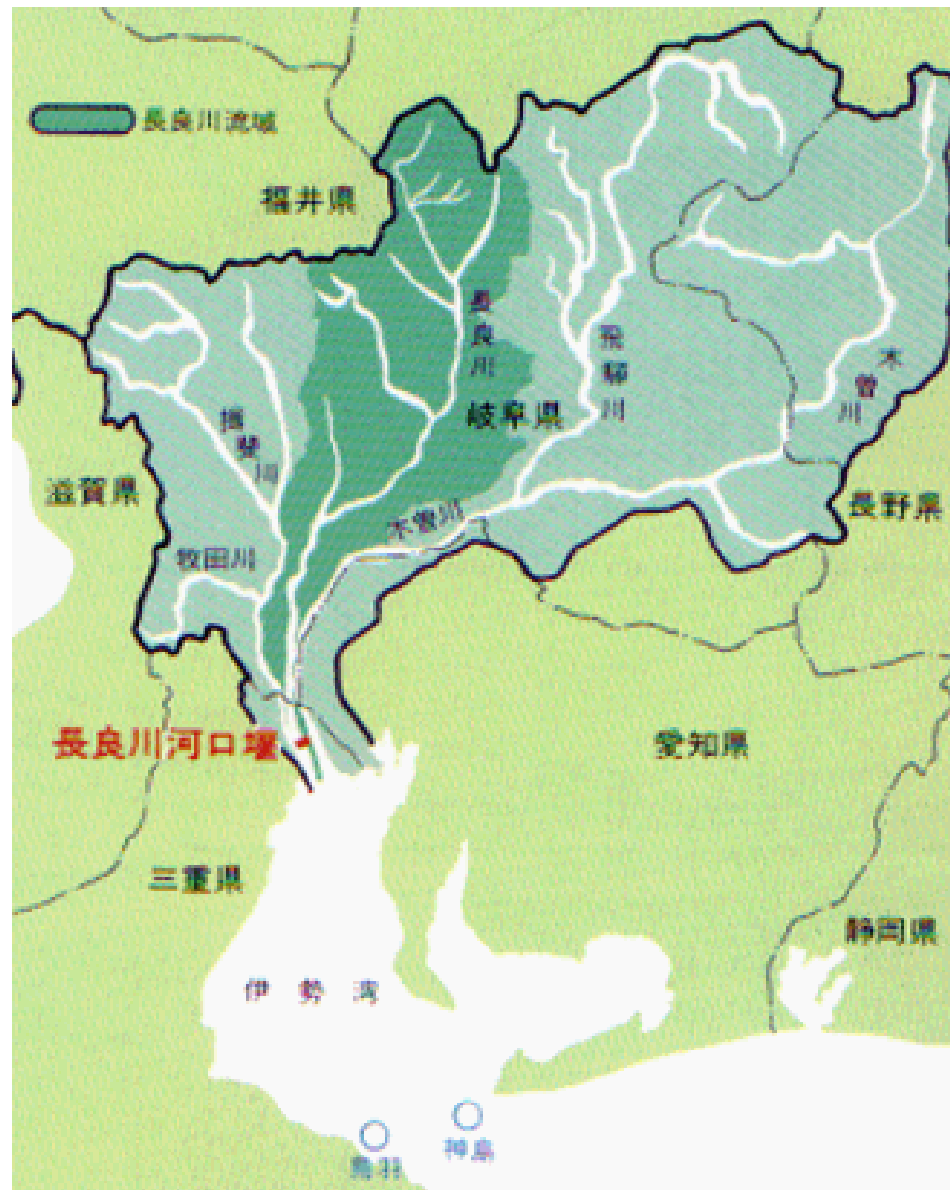 長良川流域
福井県
長良川
飛騨川
木曽川
岐阜県
揖斐川
滋賀県
長野県
木曽川
牧田川
長良川河口堰
愛知県
三重県
静岡県
伊勢湾
神島
鳥羽